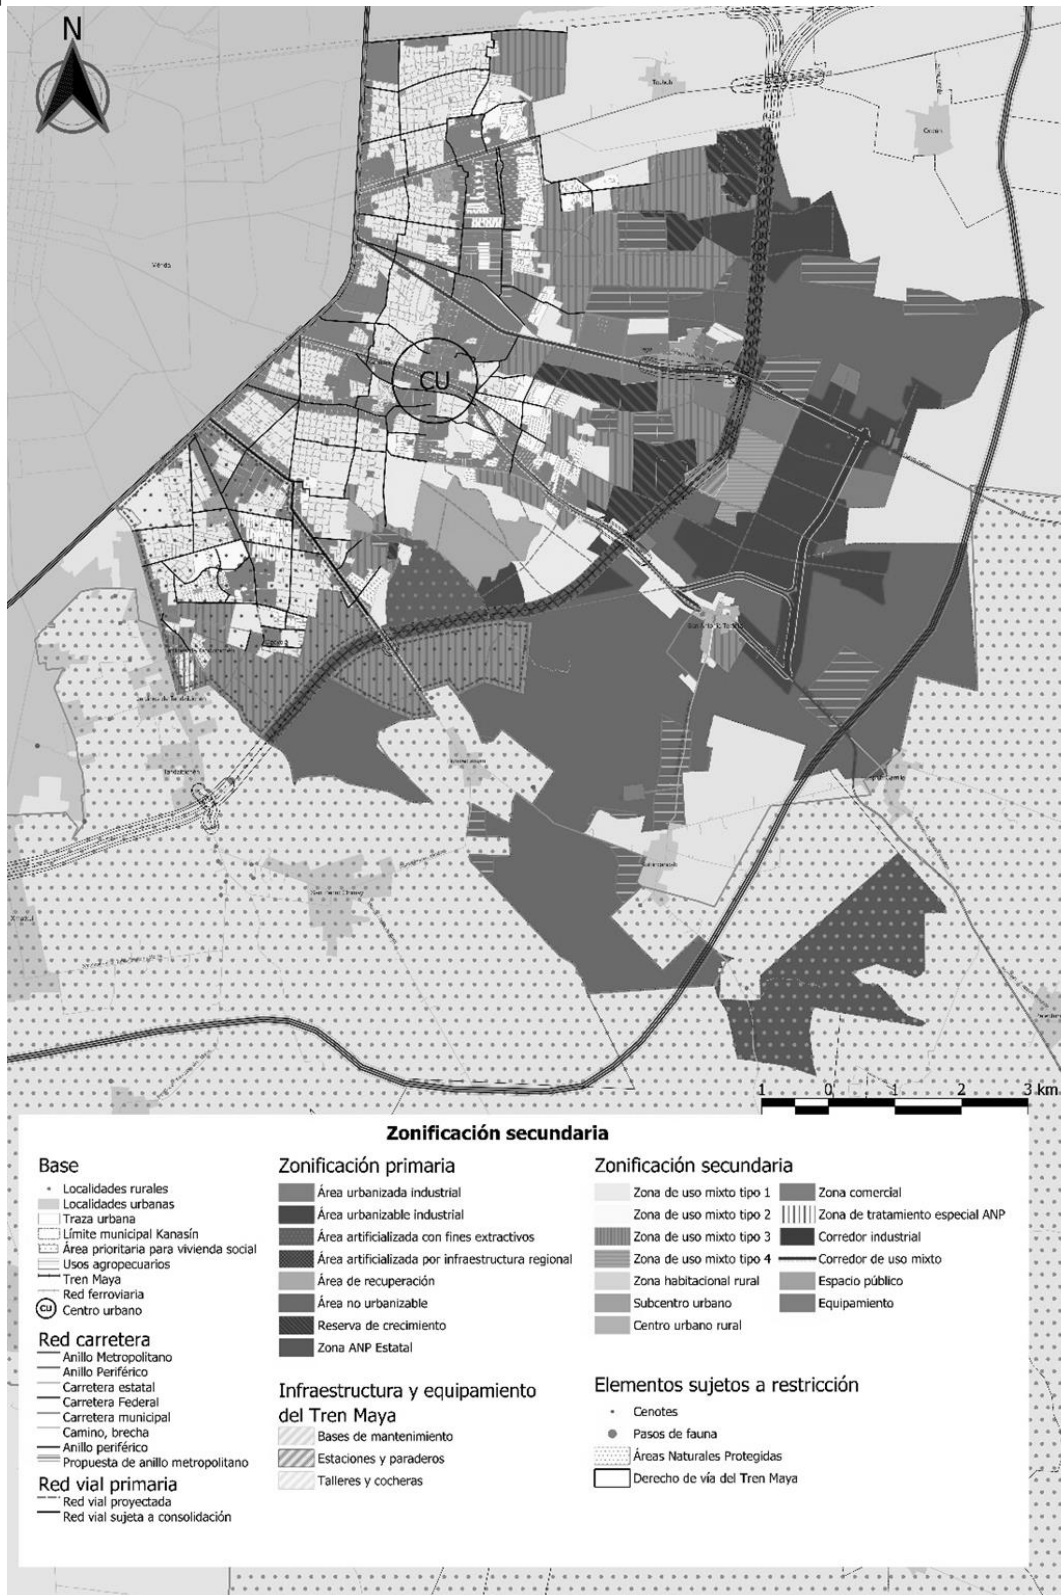 N
Mérida
CU
San Pedro Chimay
1 0 1 2 3 km
Zonificación secundaria
Base
Localidades rurales
Localidades urbanas
Traza urbana
Límite municipal Kanasín
Área prioritaria para vivienda social
Usos agropecuarios
Tren Maya
Red ferroviaria
CU Centro urbano
Red carretera
Anillo Metropolitano
Anillo Periférico
Carretera estatal
Carretera Federal
Carretera municipal
Camino, brecha
Anillo periférico
Propuesta de anillo metropolitano
Red vial primaria
Red vial proyectada
Red vial sujeta a consolidación
Zonificación primaria
Área urbanizada industrial
Área urbanizable industrial
Área artificializada con fines extractivos
Área artificializada por infraestructura regional
Área de recuperación
Área no urbanizable
Reserva de crecimiento
Zona ANP Estatal
Infraestructura y equipamiento
del Tren Maya
Bases de mantenimiento
Estaciones y paraderos
Talleres y cocheras
Zonificación secundaria
Zona de uso mixto tipo 1
Zona de uso mixto tipo 2
Zona de uso mixto tipo 3
Zona de uso mixto tipo 4
Zona habitacional rural
Subcentro urbano
Centro urbano rural
Zona comercial
Zona de tratamiento especial ANP
Corredor industrial
Corredor de uso mixto
Espacio público
Equipamiento
Elementos sujetos a restricción
Cenotes
Pasos de fauna
Áreas Naturales Protegidas
Derecho de vía del Tren Maya